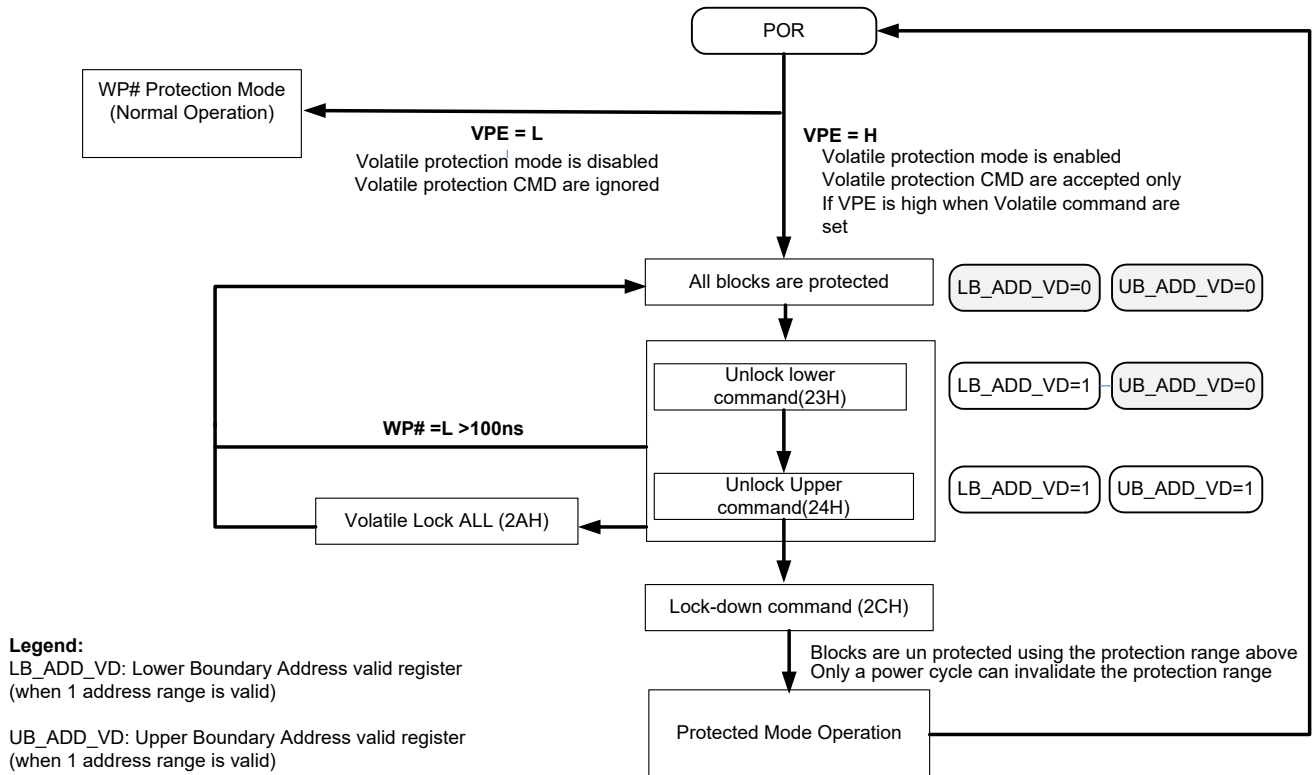 POR
WP# Protection Mode
(Normal Operation)
VPE = L
Volatile protection mode is disabled
Volatile protection CMD are ignored
VPE = H
Volatile protection mode is enabled
Volatile protection CMD are accepted only
If VPE is high when Volatile command are
set
All blocks are protected
LB_ADD_VD=0
UB_ADD_VD=0
Unlock lower
command(23H)
LB_ADD_VD=1
UB_ADD_VD=0
WP# =L >100ns
Unlock Upper
command(24H)
LB_ADD_VD=1
UB_ADD_VD=1
Volatile Lock ALL (2AH)
Lock-down command (2CH)
Blocks are un protected using the protection range above
Only a power cycle can invalidate the protection range
Protected Mode Operation
Legend:
LB_ADD_VD: Lower Boundary Address valid register
(when 1 address range is valid)
UB_ADD_VD: Upper Boundary Address valid register
(when 1 address range is valid)